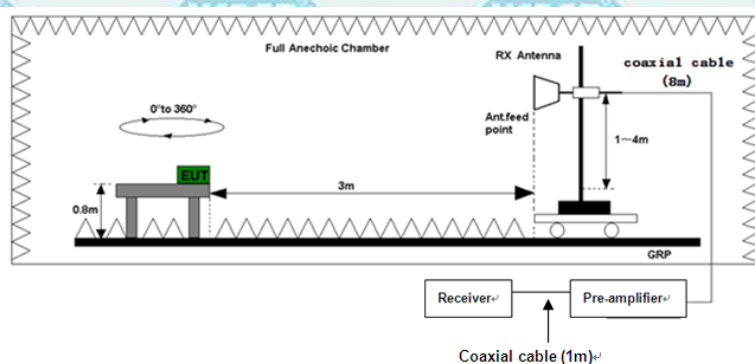 Full Anechoic Chamber
RX Antenna
coaxial cable
(8m)
0°to 360°
Ant.feed
point
1~4m
EUT
3m
0.8m
GRP
Receiver
Pre-amplifier
Coaxial cable (1m)